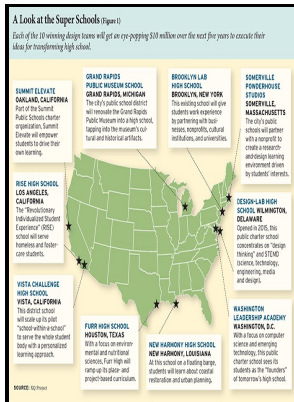 A Look at the Super Schools (Figure 1)
Each of the 10 winning design teams will get an eye-popping $10 million over the next five years to execute their
ideas for transforming high school.
SUMMIT ELEVATE
OAKLAND, CALIFORNIA
Part of the Summit
Public Schools charter
organization, Summit
Elevate will empower
students to drive their
own learning.
GRAND RAPIDS
PUBLIC MUSEUM SCHOOL
GRAND RAPIDS, MICHIGAN
The city's public school district
will renovate the Grand Rapids
Public Museum into a high school,
tapping into the museum's cul-
tural and historical artifacts.
BROOKLYN LAB
HIGH SCHOOL
BROOKLYN, NEW YORK
This existing school will give
students work experience
by partnering with busi-
nesses, nonprofits, cultural
institutions, and universities.
SOMERVILLE
POWDERHOUSE
STUDIOS
SOMERVILLE,
MASSACHUSETTS
The city's public
schools will partner
with a nonprofit to
create a research-
and-design learning
environment driven
by students' interests.
RISE HIGH SCHOOL
LOS ANGELES,
CALIFORNIA
The "Revolutionary
Individualized Student
Experience" (RISE)
school will serve
homeless and foster-
care students.
DESIGN-LAB HIGH
SCHOOL WILMINGTON,
DELAWARE
Opened in 2015, this
public charter school
concentrates on "design
thinking" and STEMD
(science, technology,
engineering, media
and design).
VISTA CHALLENGE
HIGH SCHOOL
VISTA, CALIFORNIA
This district school
will scale up its pilot
"school-within-a-school"
to serve the whole student
body with a personalized
learning approach.
FURR HIGH SCHOOL
HOUSTON, TEXAS
With a focus on environ-
mental and nutritional
sciences, Furr High will
ramp up its place- and
project-based curriculum.
NEW HARMONY HIGH SCHOOL
NEW HARMONY, LOUISIANA
At this school on a floating barge,
students will learn about coastal
restoration and urban planning.
WASHINGTON
LEADERSHIP ACADEMY
WASHINGTON, D.C.
With a focus on computer
science and emerging
technology, this public
charter school sees its
students as the "founders"
of tomorrow's high school.
SOURCE: XQ Project